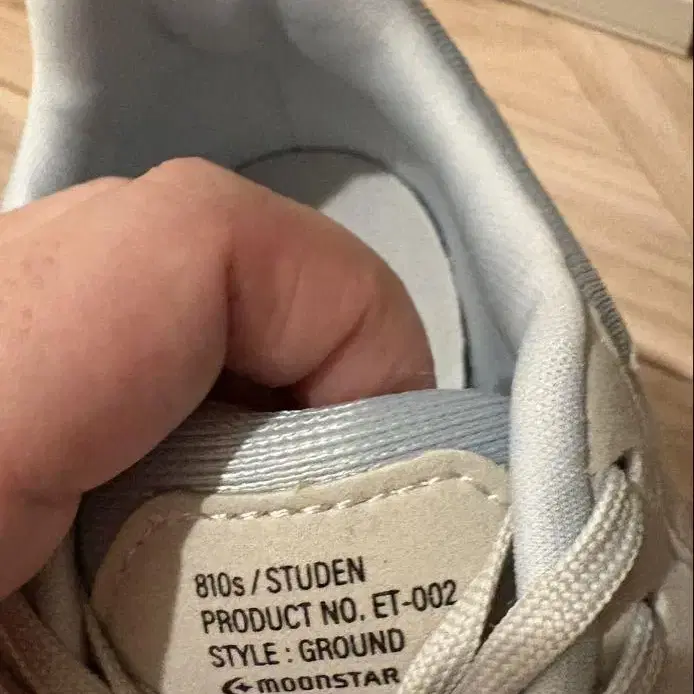 810s / STUDEN
PRODUCT NO. ET-002
STYLE : GROUND
MOONSTAR